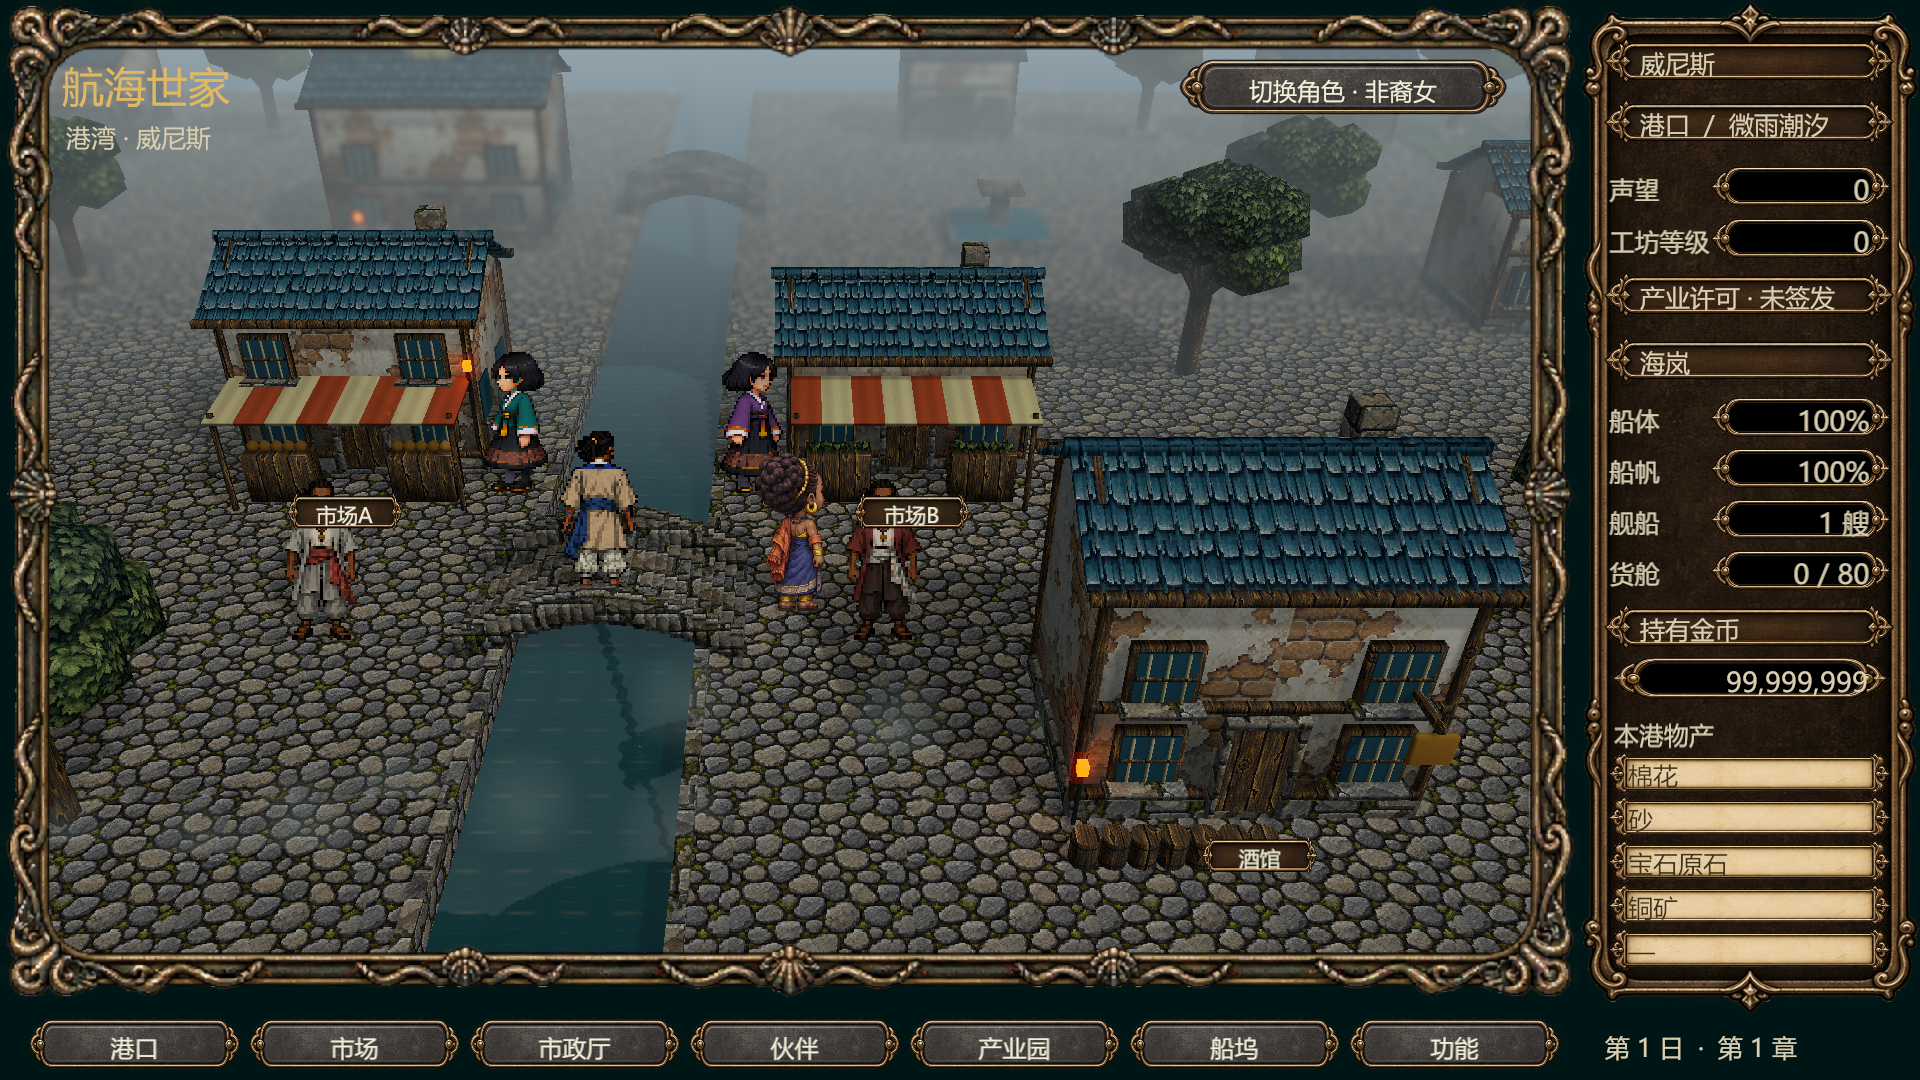 航海世家
港湾 · 威尼斯
切换角色 · 非裔女
市场A
市场B
酒馆
威尼斯
港口 / 微雨潮汐
声望 0
工坊等级 0
产业许可 · 未签发
海岚
船体 100%
船帆 100%
舰船 1 艘
货舱 0 / 80
持有金币
99,999,999
本港物产
棉花
砂
宝石原石
铜矿
—
港口
市场
市政厅
伙伴
产业园
船坞
功能
第 1 日 · 第 1 章